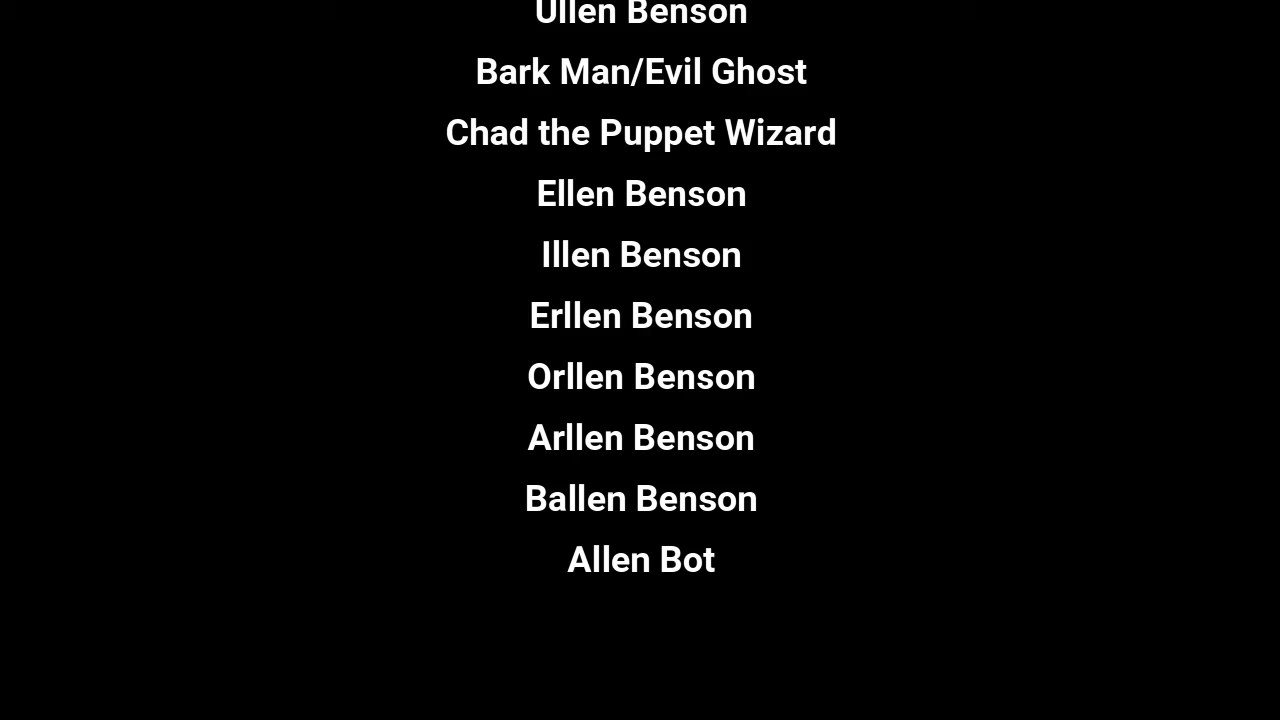 Ullen Benson
Bark Man/Evil Ghost
Chad the Puppet Wizard
Ellen Benson
Illen Benson
Erllen Benson
Orllen Benson
Arllen Benson
Ballen Benson
Allen Bot